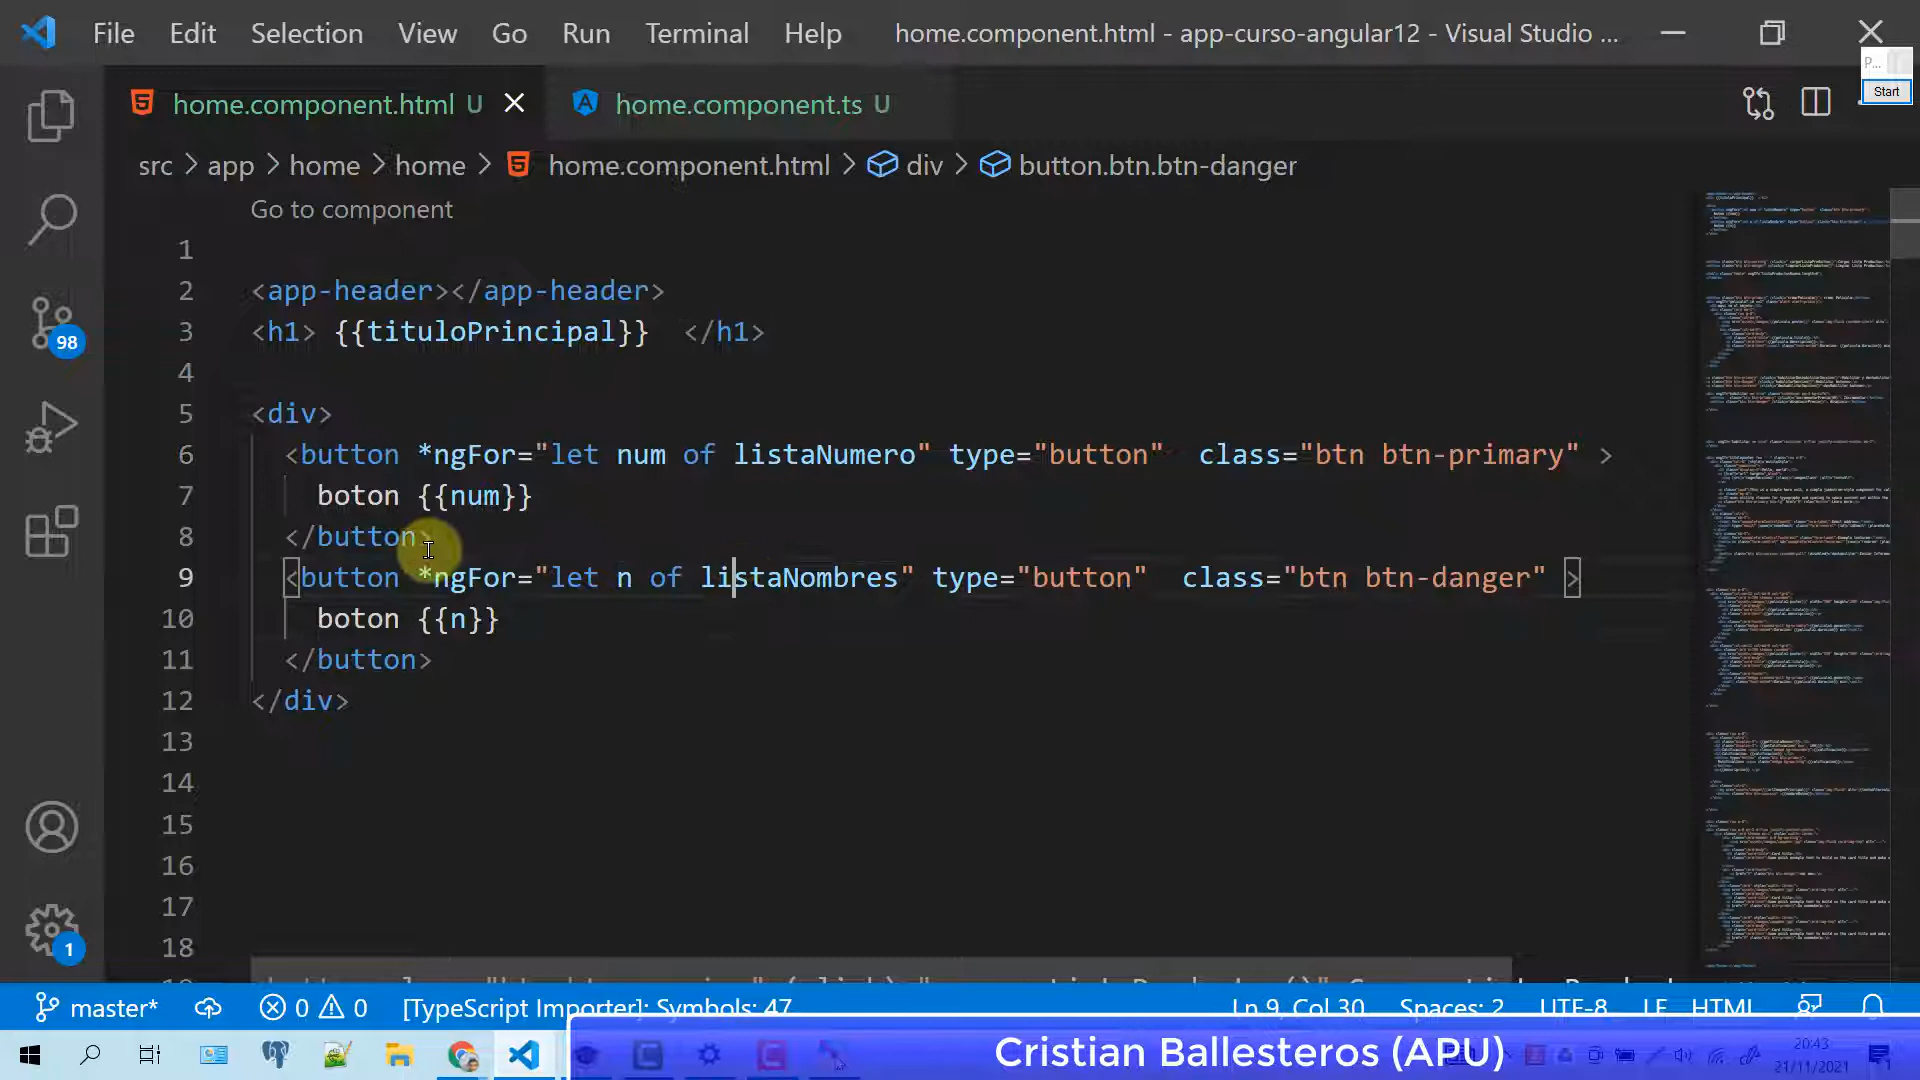 File Edit Selection View Go Run Terminal Help home.component.html - app-curso-angular12 - Visual Studio ...
P...
Start
home.component.html U home.component.ts U
src > app > home > home > home.component.html > div > button.btn.btn-danger
Go to component
1
2 <app-header></app-header>
3 <h1> {{tituloPrincipal}}  </h1>
4
5 <div>
6 <button *ngFor="let num of listaNumero" type="button"  class="btn btn-primary" >
7 boton {{num}}
8 </button>
9 <button *ngFor="let n of listaNombres" type="button"  class="btn btn-danger" >
10 boton {{n}}
11 </button>
12 </div>
13
14
15
16
17
18
98
1
master* 0 0 [TypeScript Importer]: Symbols: 47 Ln 9, Col 30 Spaces: 2 UTF-8 LF HTML
Cristian Ballesteros (APU)
20:43
21/11/2021